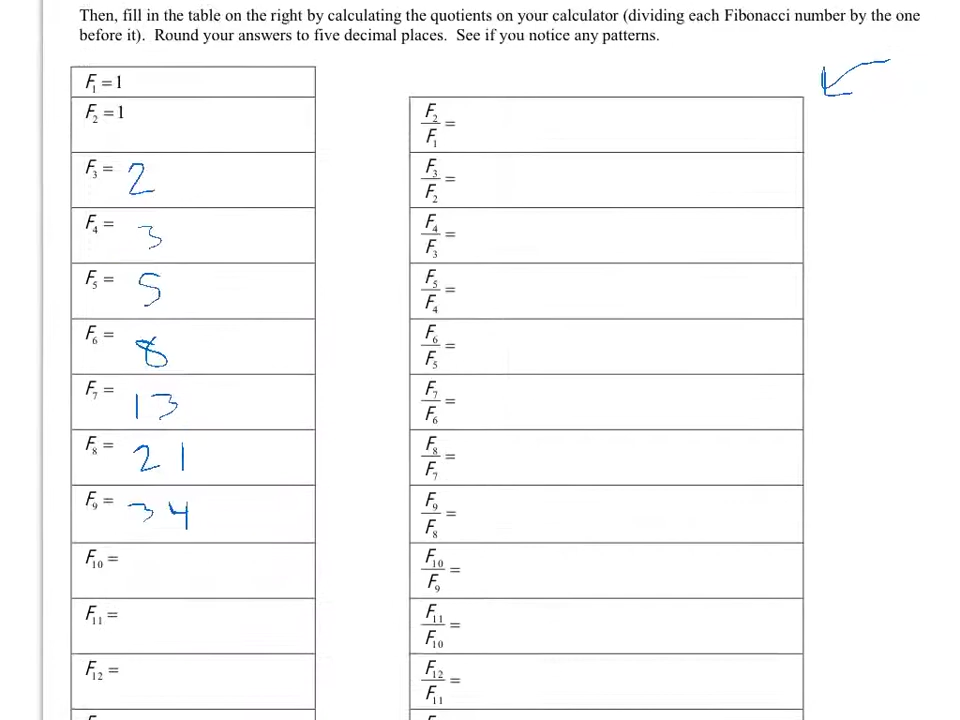 Then, fill in the table on the right by calculating the quotients on your calculator (dividing each Fibonacci number by the one
before it). Round your answers to five decimal places. See if you notice any patterns.
F₁ = 1
F₂ = 1
F₃ = 2
F₄ = 3
F₅ = 5
F₆ = 8
F₇ = 13
F₈ = 21
F₉ = 34
F₁₀ =
F₁₁ =
F₁₂ =
F₂/F₁ =
F₃/F₂ =
F₄/F₃ =
F₅/F₄ =
F₆/F₅ =
F₇/F₆ =
F₈/F₇ =
F₉/F₈ =
F₁₀/F₉ =
F₁₁/F₁₀ =
F₁₂/F₁₁ =